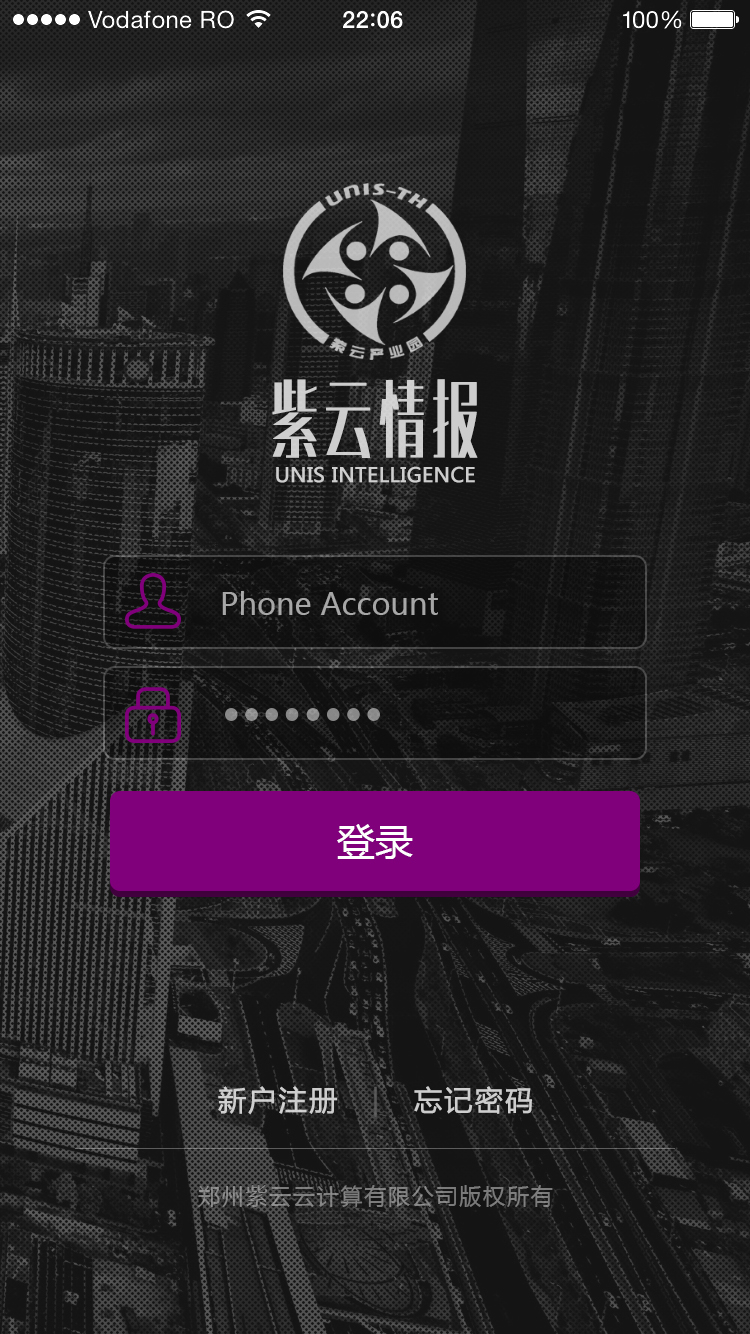 Vodafone RO 22:06 100%
UNIS-TH
紫云产业园
紫云情报
UNIS INTELLIGENCE
Phone Account
登录
新户注册 | 忘记密码
郑州紫云云计算有限公司版权所有